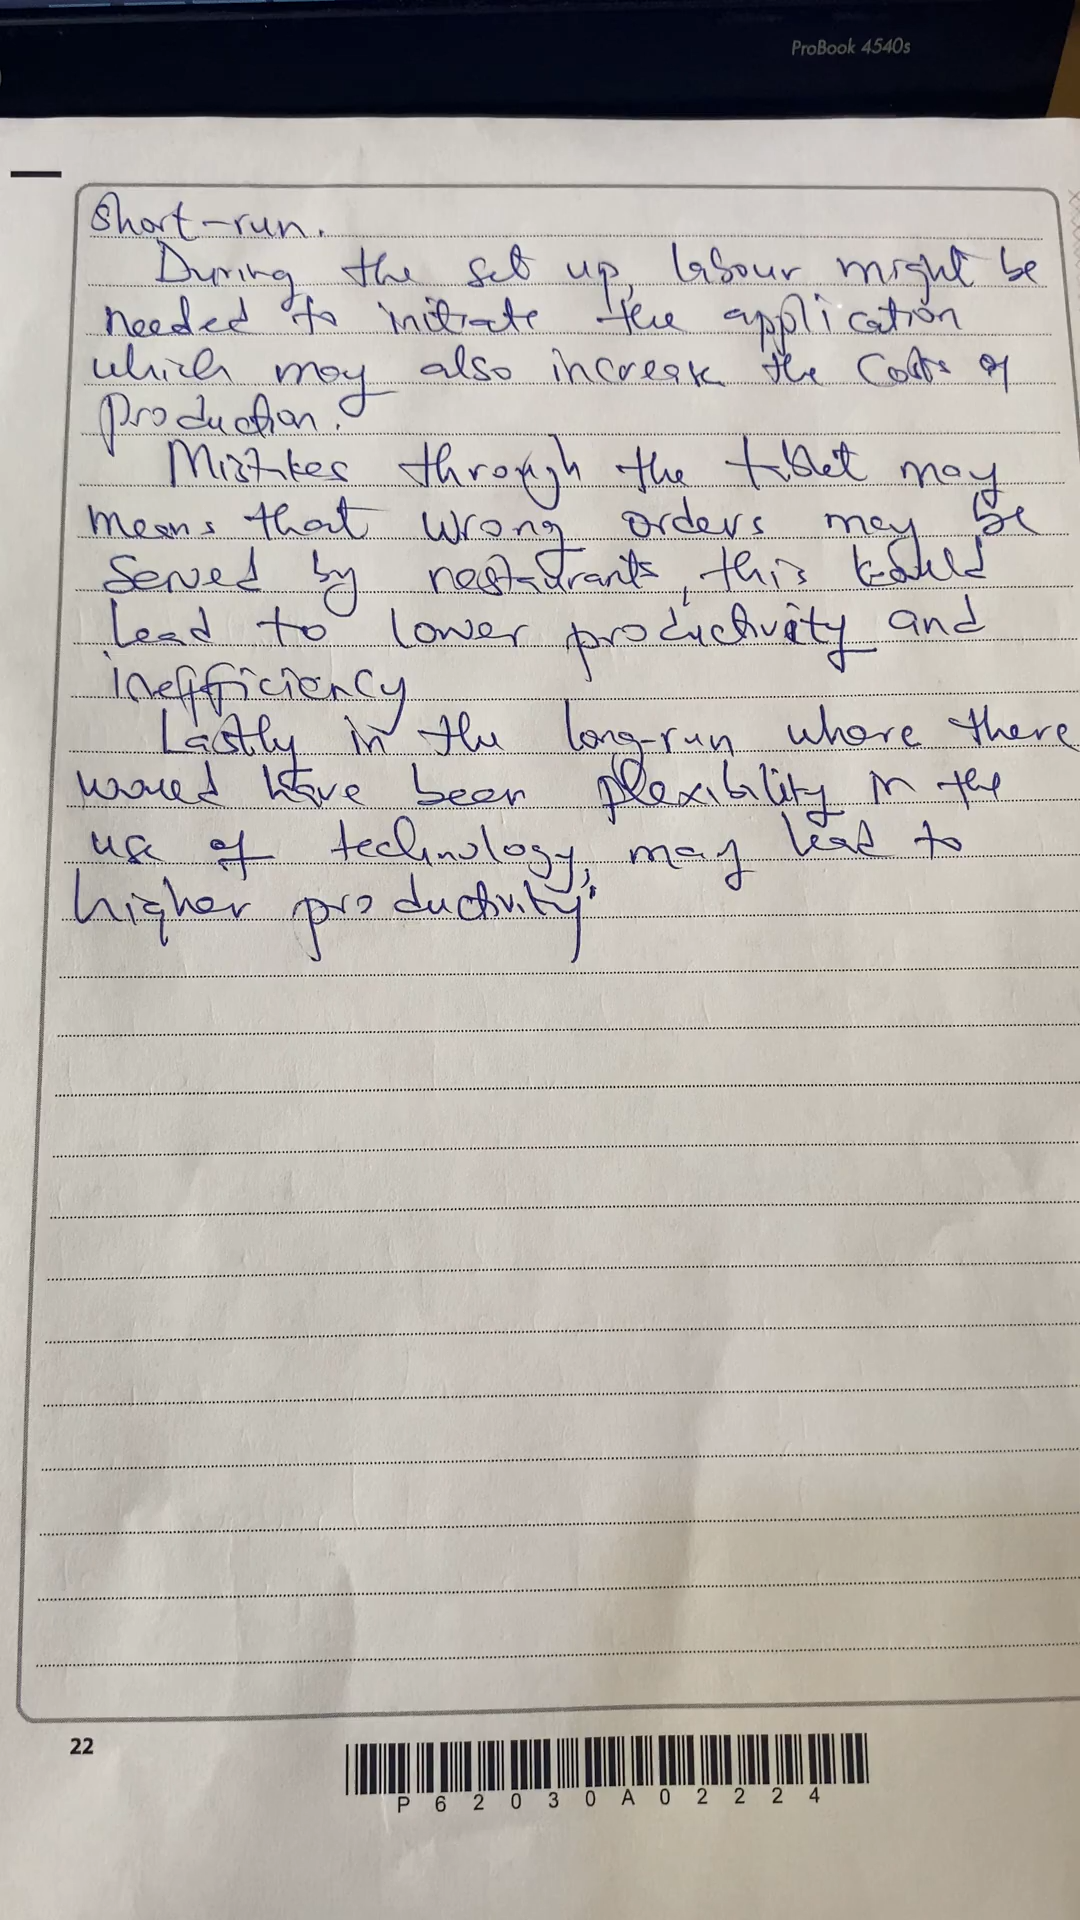 ProBook 4540s
Short-run.
During the set up, labour might be
needed to initiate the application
which may also increase the Costs of
production.
Mistakes through the tablet may
means that wrong orders may be
Served by restaurants, this could
lead to lower productivity and
inefficiency
Lastly in the long-run where there
would have been plexibility in the
use of technology, may lead to
higher productivity.
22
P 6 2 0 3 0 A 0 2 2 2 4